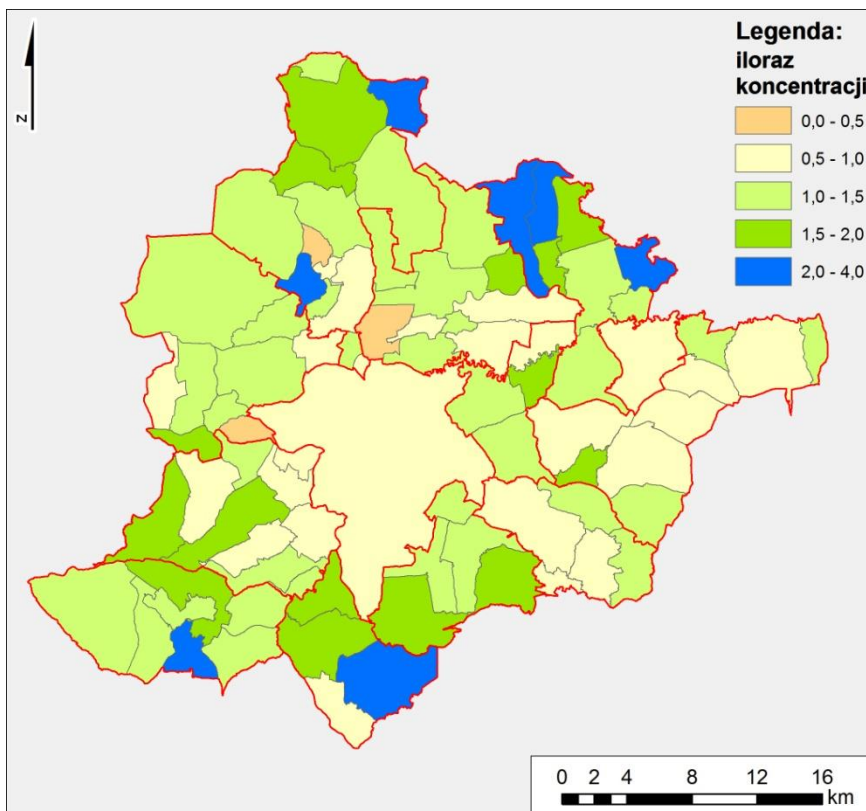 Legenda:
iloraz
koncentracji
0,0 - 0,5
0,5 - 1,0
1,0 - 1,5
1,5 - 2,0
2,0 - 4,0
z
0 2 4 8 12 16
km